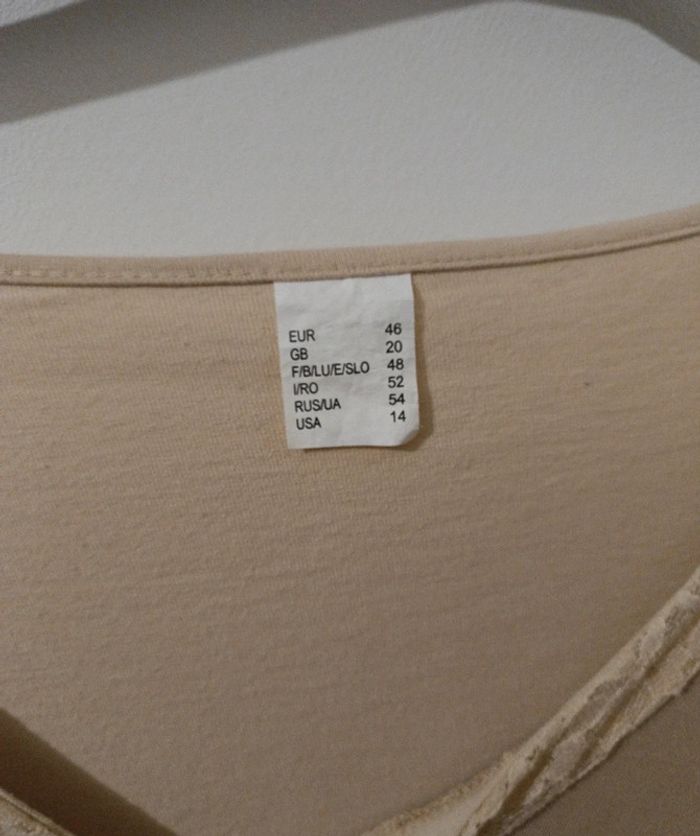 EUR 46
GB 20
F/B/LU/E/SLO 48
I/RO 52
RUS/UA 54
USA 14